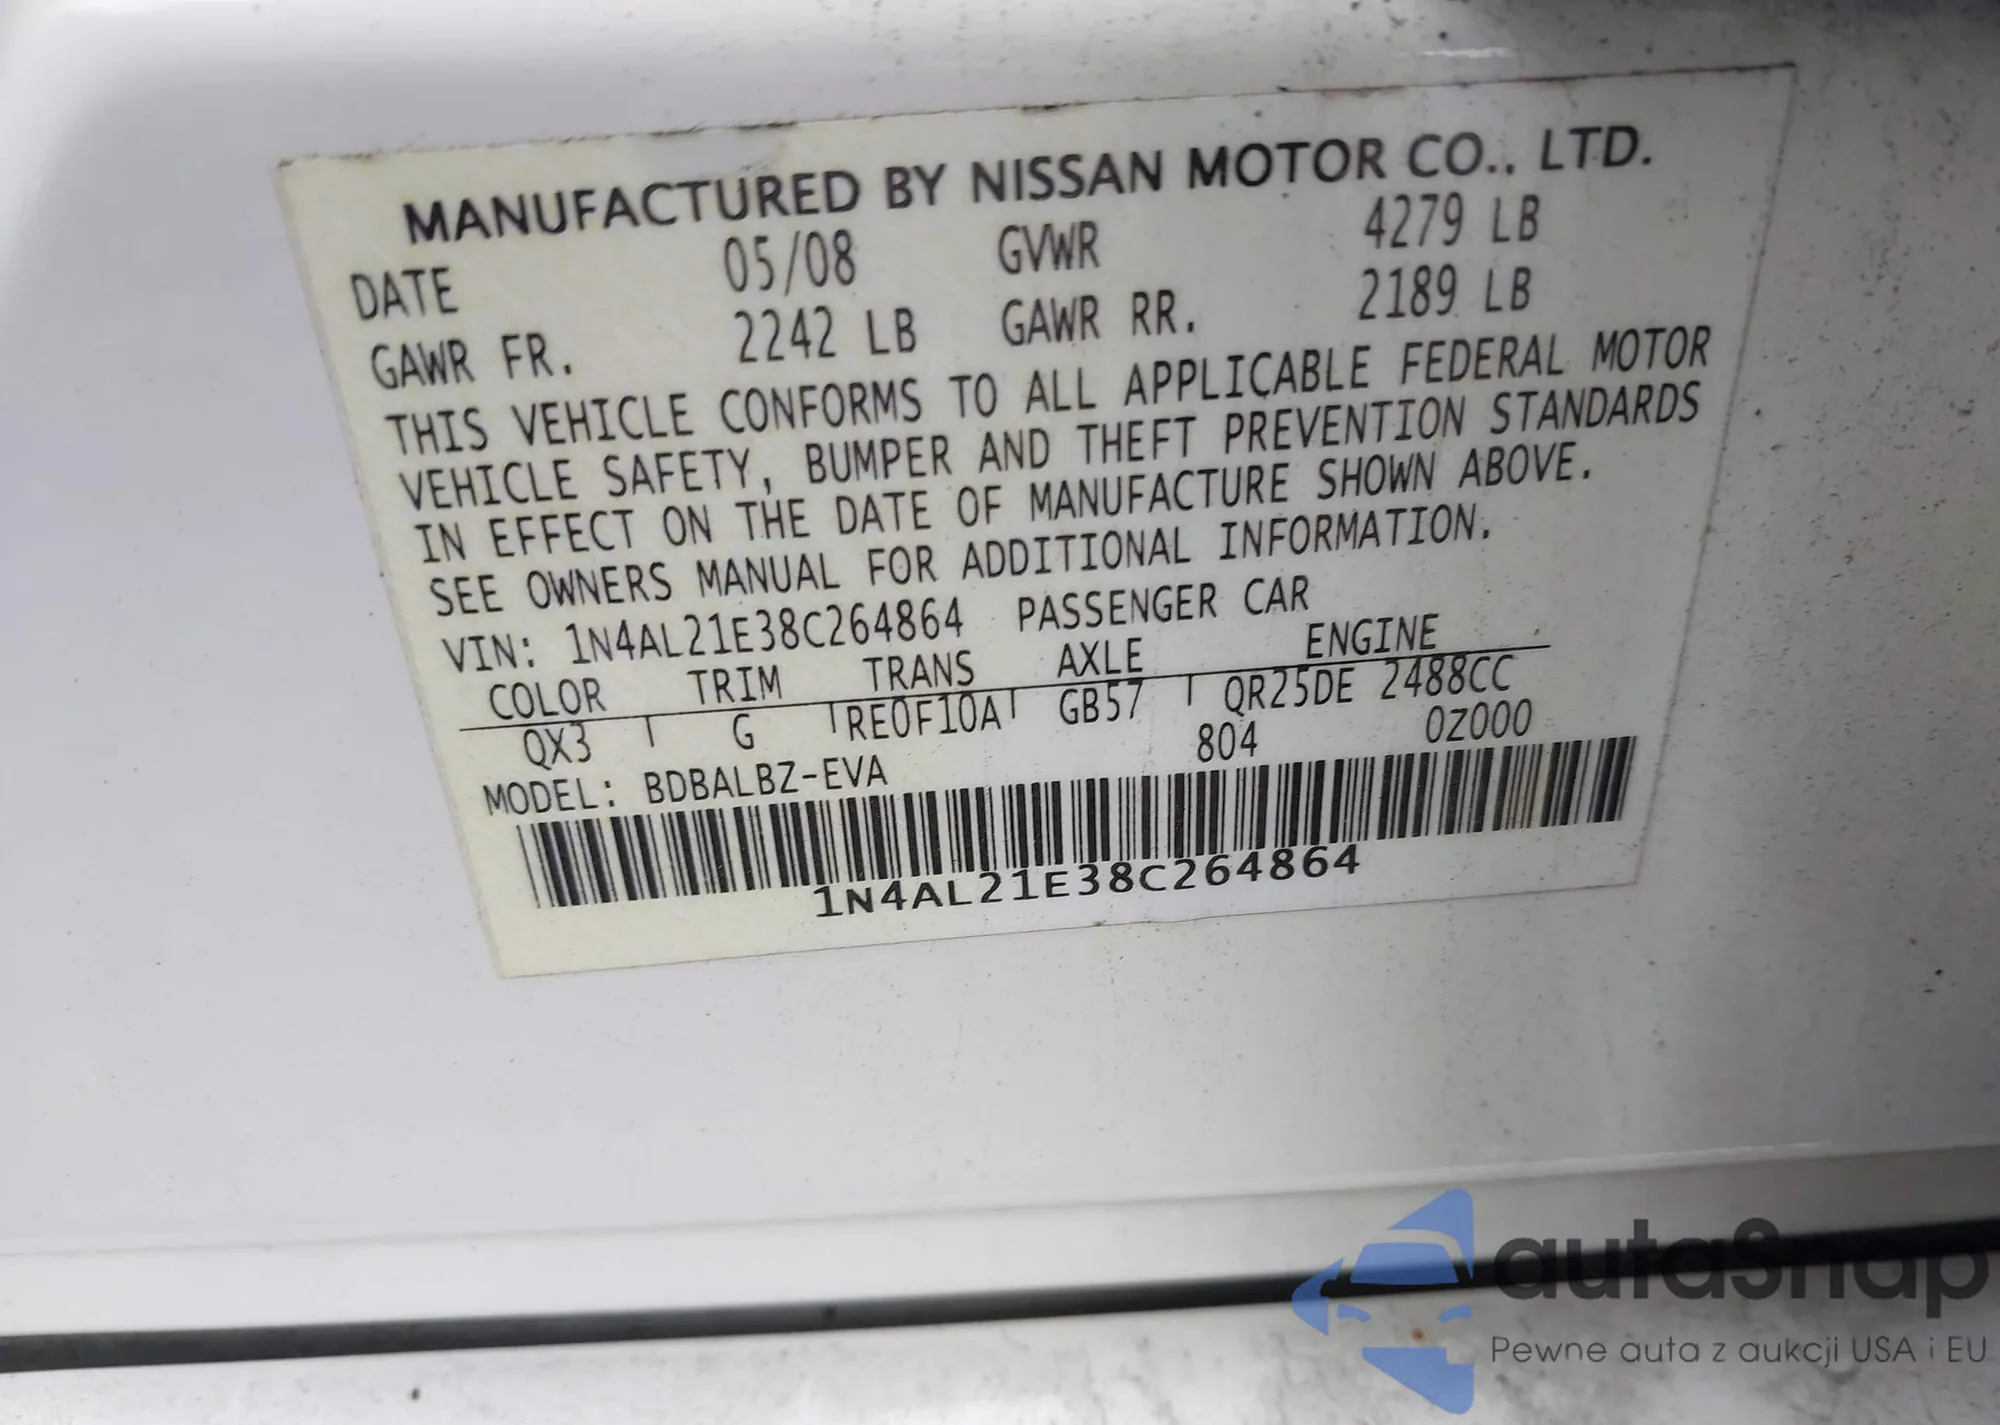 MANUFACTURED BY NISSAN MOTOR CO., LTD.
DATE 05/08 GVWR 4279 LB
GAWR FR. 2242 LB GAWR RR. 2189 LB
THIS VEHICLE CONFORMS TO ALL APPLICABLE FEDERAL MOTOR
VEHICLE SAFETY, BUMPER AND THEFT PREVENTION STANDARDS
IN EFFECT ON THE DATE OF MANUFACTURE SHOWN ABOVE.
SEE OWNERS MANUAL FOR ADDITIONAL INFORMATION.
VIN: 1N4AL21E38C264864 PASSENGER CAR
COLOR TRIM TRANS AXLE ENGINE
QX3 G RE0F10A GB57 QR25DE 2488CC
MODEL: BDBALBZ-EVA 804 0Z000
1N4AL21E38C264864
autaSnap
Pewne auta z aukcji USA i EU